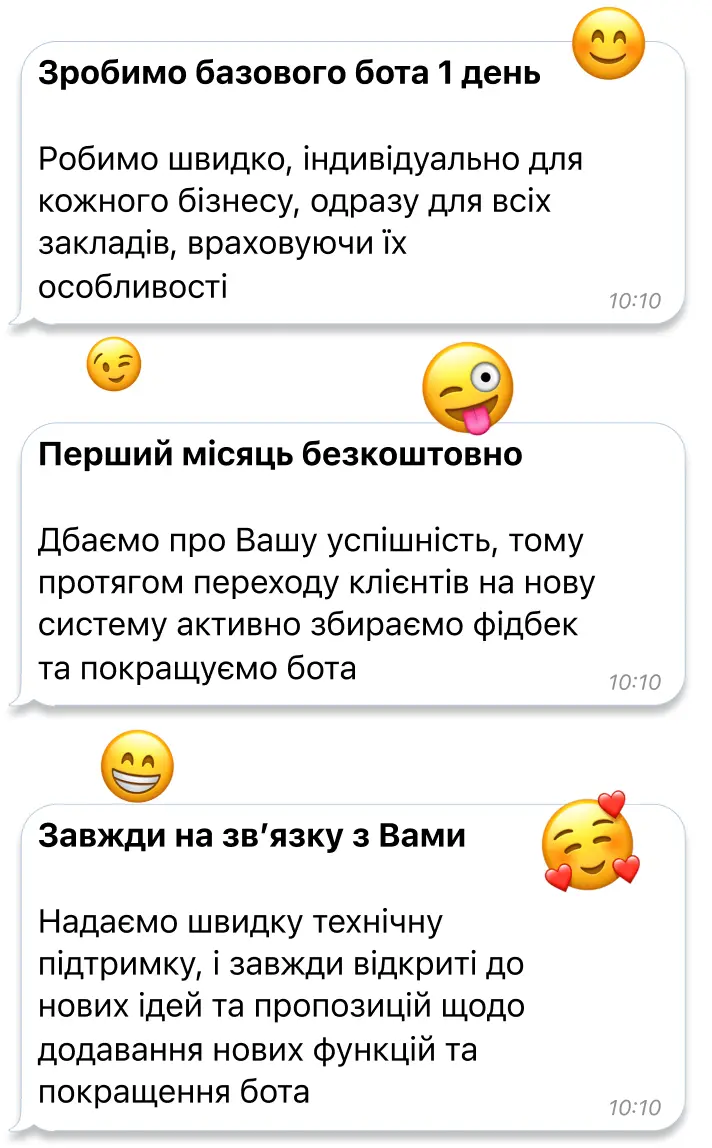 Зробимо базового бота 1 день
Робимо швидко, індивідуально для
кожного бізнесу, одразу для всіх
закладів, враховуючи їх
особливості
10:10
Перший місяць безкоштовно
Дбаємо про Вашу успішність, тому
протягом переходу клієнтів на нову
систему активно збираємо фідбек
та покращуємо бота
10:10
Завжди на зв’язку з Вами
Надаємо швидку технічну
підтримку, і завжди відкриті до
нових ідей та пропозицій щодо
додавання нових функцій та
покращення бота
10:10